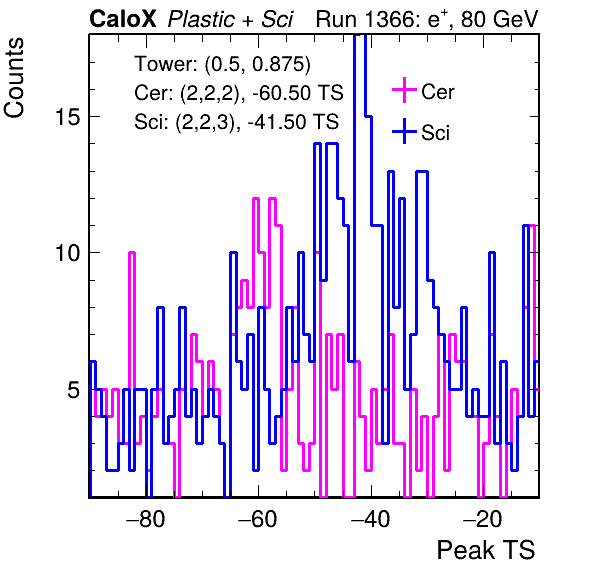 CaloX Plastic + Sci Run 1366: e⁺, 80 GeV
Counts
Tower: (0.5, 0.875)
Cer: (2,2,2), -60.50 TS
Sci: (2,2,3), -41.50 TS
Cer
Sci
15
10
5
−80 −60 −40 −20
Peak TS